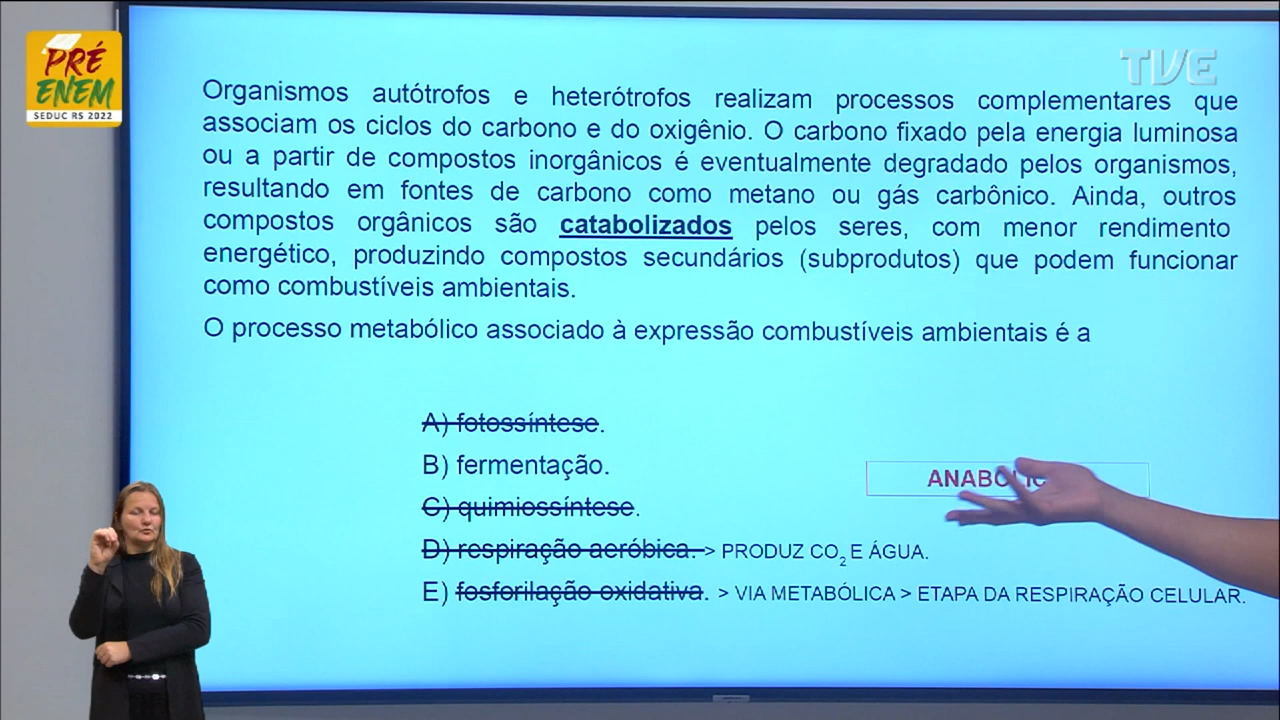 PRÉ
ENEM
SEDUC RS 2022
TVE
Organismos autótrofos e heterótrofos realizam processos complementares que
associam os ciclos do carbono e do oxigênio. O carbono fixado pela energia luminosa
ou a partir de compostos inorgânicos é eventualmente degradado pelos organismos,
resultando em fontes de carbono como metano ou gás carbônico. Ainda, outros
compostos orgânicos são catabolizados pelos seres, com menor rendimento
energético, produzindo compostos secundários (subprodutos) que podem funcionar
como combustíveis ambientais.
O processo metabólico associado à expressão combustíveis ambientais é a
A) fotossíntese.
B) fermentação.
C) quimiossíntese.
D) respiração aeróbica. > PRODUZ CO2 E ÁGUA.
E) fosforilação oxidativa. > VIA METABÓLICA > ETAPA DA RESPIRAÇÃO CELULAR.